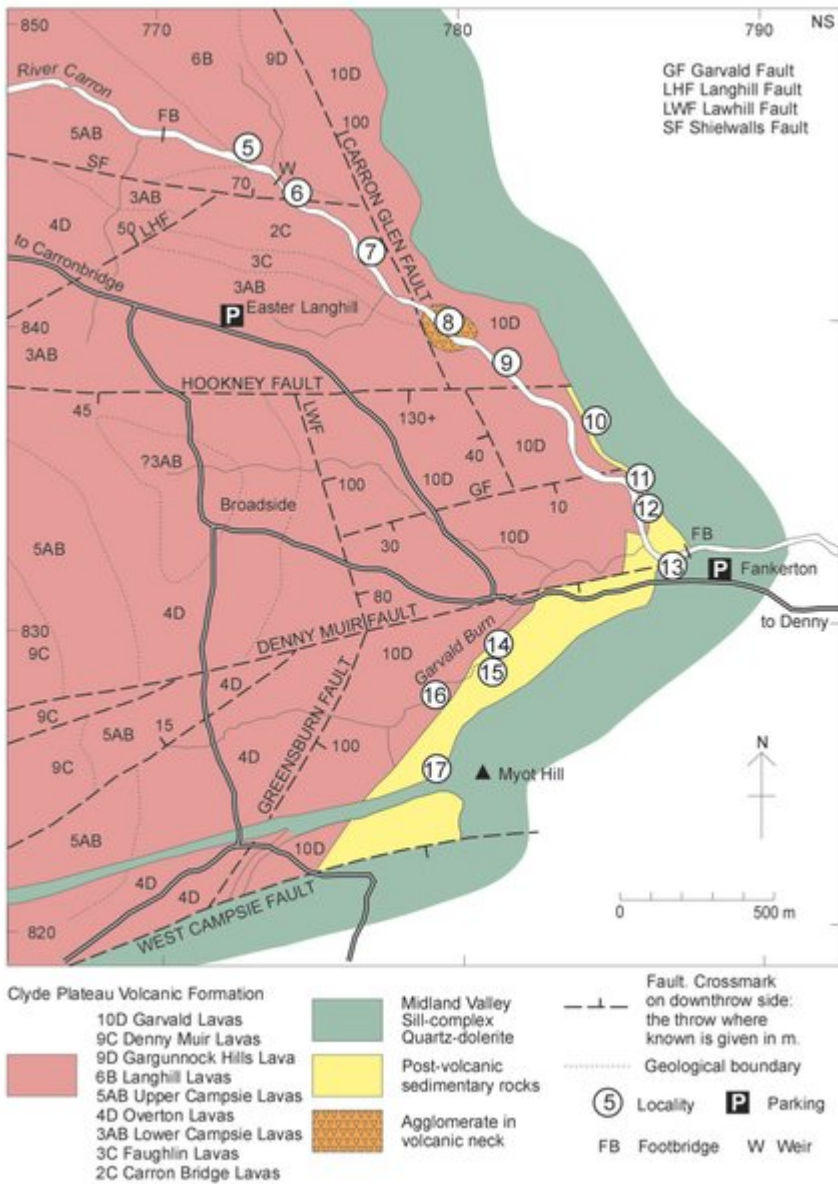 850
770
780
790
NS
6B
9D
10D
GF Garvald Fault
LHF Langhill Fault
LWF Lawhill Fault
SF Shielwalls Fault
River Carron
FB
100
5AB
5
CARRON GLEN FAULT
SF
W
6
70
3AB
2C
4D
50
LHF
7
3C
to Carronbridge
3AB
P Easter Langhill
8
10D
840
3AB
9
HOOKNEY FAULT
45
LWF
130+
10
?3AB
40
10D
10D
11
100
GF
Broadside
10
12
5AB
30
10D
FB
13
P Fankerton
4D
80
830
DENNY MUIR FAULT
to Denny
9C
10D
Garvald Burn
14
4D
15
16
9C
15
5AB
GREENSBURN FAULT
100
9C
4D
17
Myot Hill
N
5AB
10D
4D
4D
0 500 m
WEST CAMPSIE FAULT
820
Clyde Plateau Volcanic Formation
10D Garvald Lavas
9C Denny Muir Lavas
9D Gargunnock Hills Lava
6B Langhill Lavas
5AB Upper Campsie Lavas
4D Overton Lavas
3AB Lower Campsie Lavas
3C Faughlin Lavas
2C Carron Bridge Lavas
Midland Valley
Sill-complex
Quartz-dolerite
Post-volcanic
sedimentary rocks
Agglomerate in
volcanic neck
Fault. Crossmark
on downthrow side:
the throw where
known is given in m.
Geological boundary
5 Locality P Parking
FB Footbridge W Weir